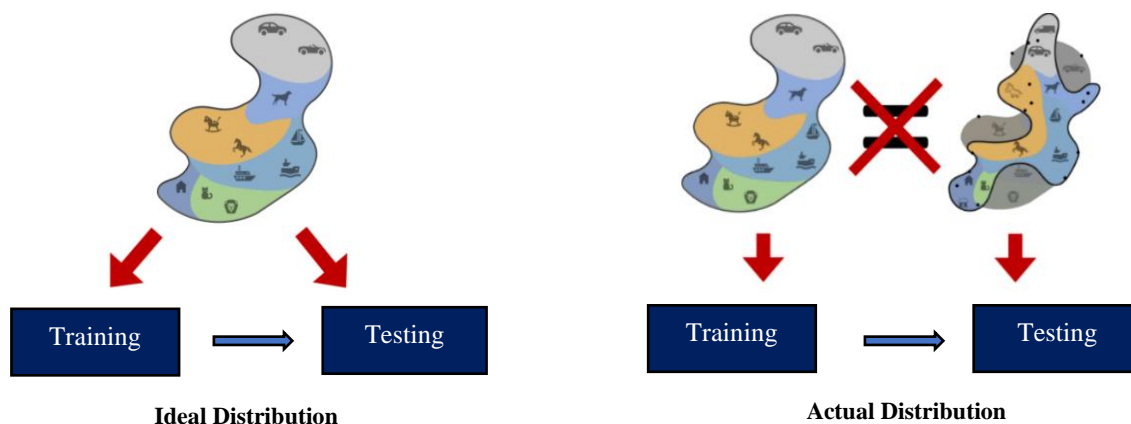 Training
Testing
Ideal Distribution
Training
Testing
Actual Distribution